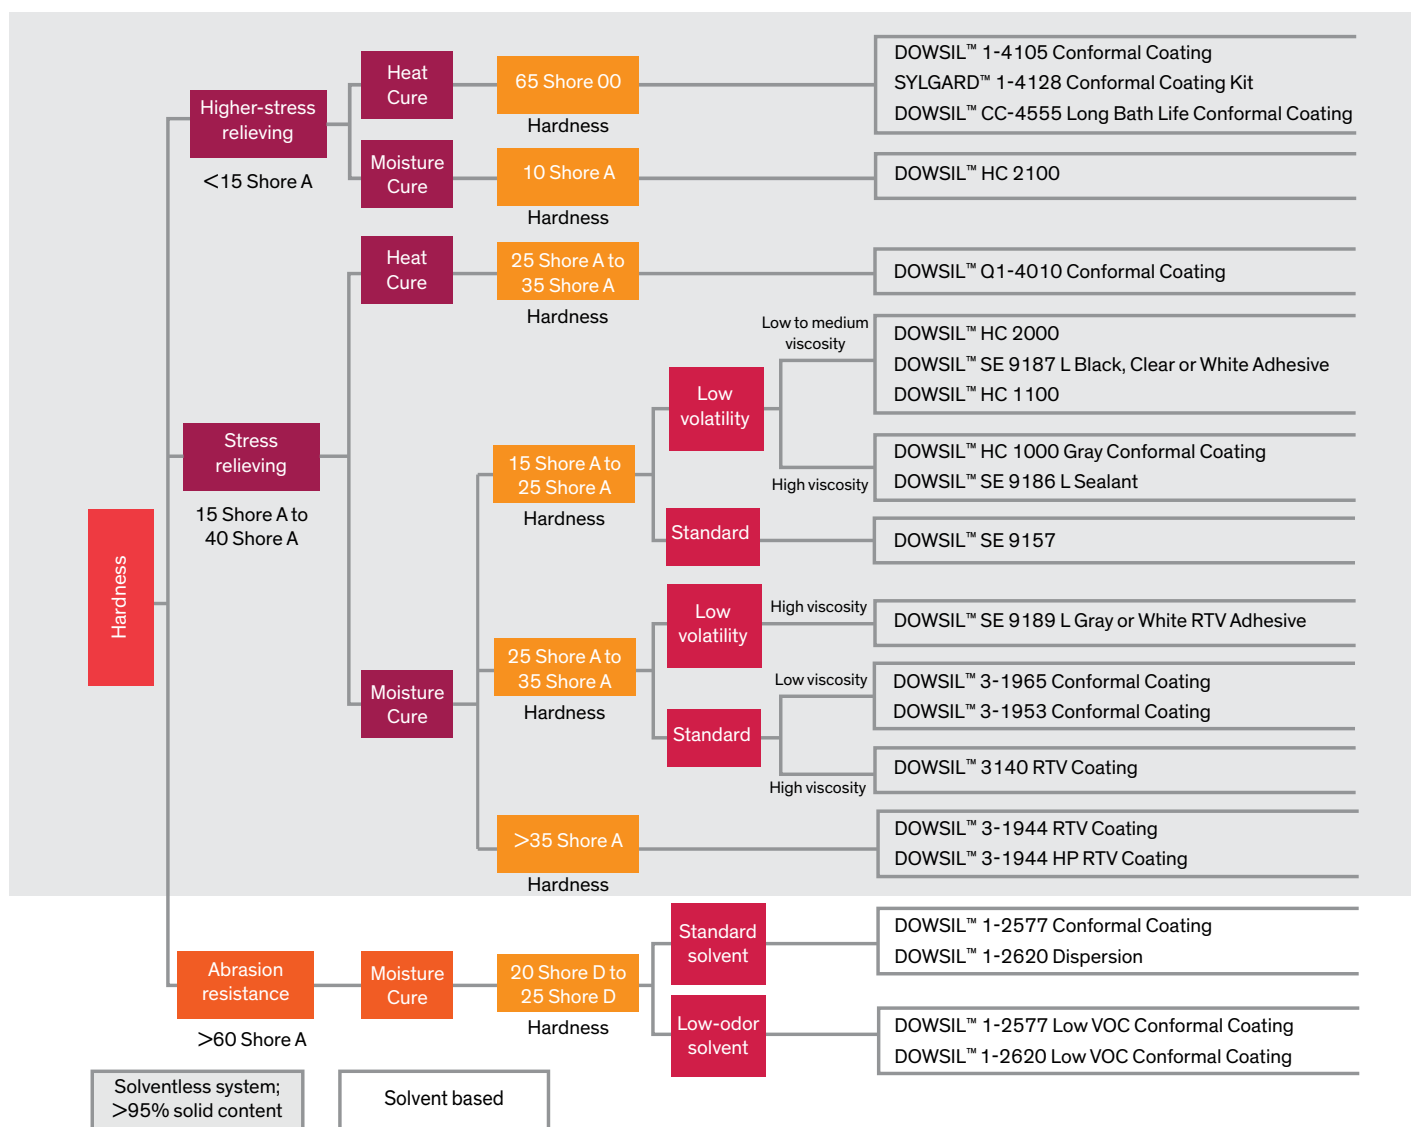 Hardness
Higher-stress
relieving
<15 Shore A
Heat
Cure
65 Shore 00
Hardness
DOWSIL™ 1-4105 Conformal Coating
SYLGARD™ 1-4128 Conformal Coating Kit
DOWSIL™ CC-4555 Long Bath Life Conformal Coating
Moisture
Cure
10 Shore A
Hardness
DOWSIL™ HC 2100
Stress
relieving
15 Shore A to
40 Shore A
Heat
Cure
25 Shore A to
35 Shore A
Hardness
DOWSIL™ Q1-4010 Conformal Coating
Moisture
Cure
15 Shore A to
25 Shore A
Hardness
Low
volatility
Low to medium
viscosity
DOWSIL™ HC 2000
DOWSIL™ SE 9187 L Black, Clear or White Adhesive
DOWSIL™ HC 1100
High viscosity
DOWSIL™ HC 1000 Gray Conformal Coating
DOWSIL™ SE 9186 L Sealant
Standard
DOWSIL™ SE 9157
25 Shore A to
35 Shore A
Hardness
Low
volatility
High viscosity
DOWSIL™ SE 9189 L Gray or White RTV Adhesive
Standard
Low viscosity
DOWSIL™ 3-1965 Conformal Coating
DOWSIL™ 3-1953 Conformal Coating
High viscosity
DOWSIL™ 3140 RTV Coating
>35 Shore A
Hardness
DOWSIL™ 3-1944 RTV Coating
DOWSIL™ 3-1944 HP RTV Coating
Abrasion
resistance
>60 Shore A
Moisture
Cure
20 Shore D to
25 Shore D
Hardness
Standard
solvent
DOWSIL™ 1-2577 Conformal Coating
DOWSIL™ 1-2620 Dispersion
Low-odor
solvent
DOWSIL™ 1-2577 Low VOC Conformal Coating
DOWSIL™ 1-2620 Low VOC Conformal Coating
Solventless system;
>95% solid content
Solvent based